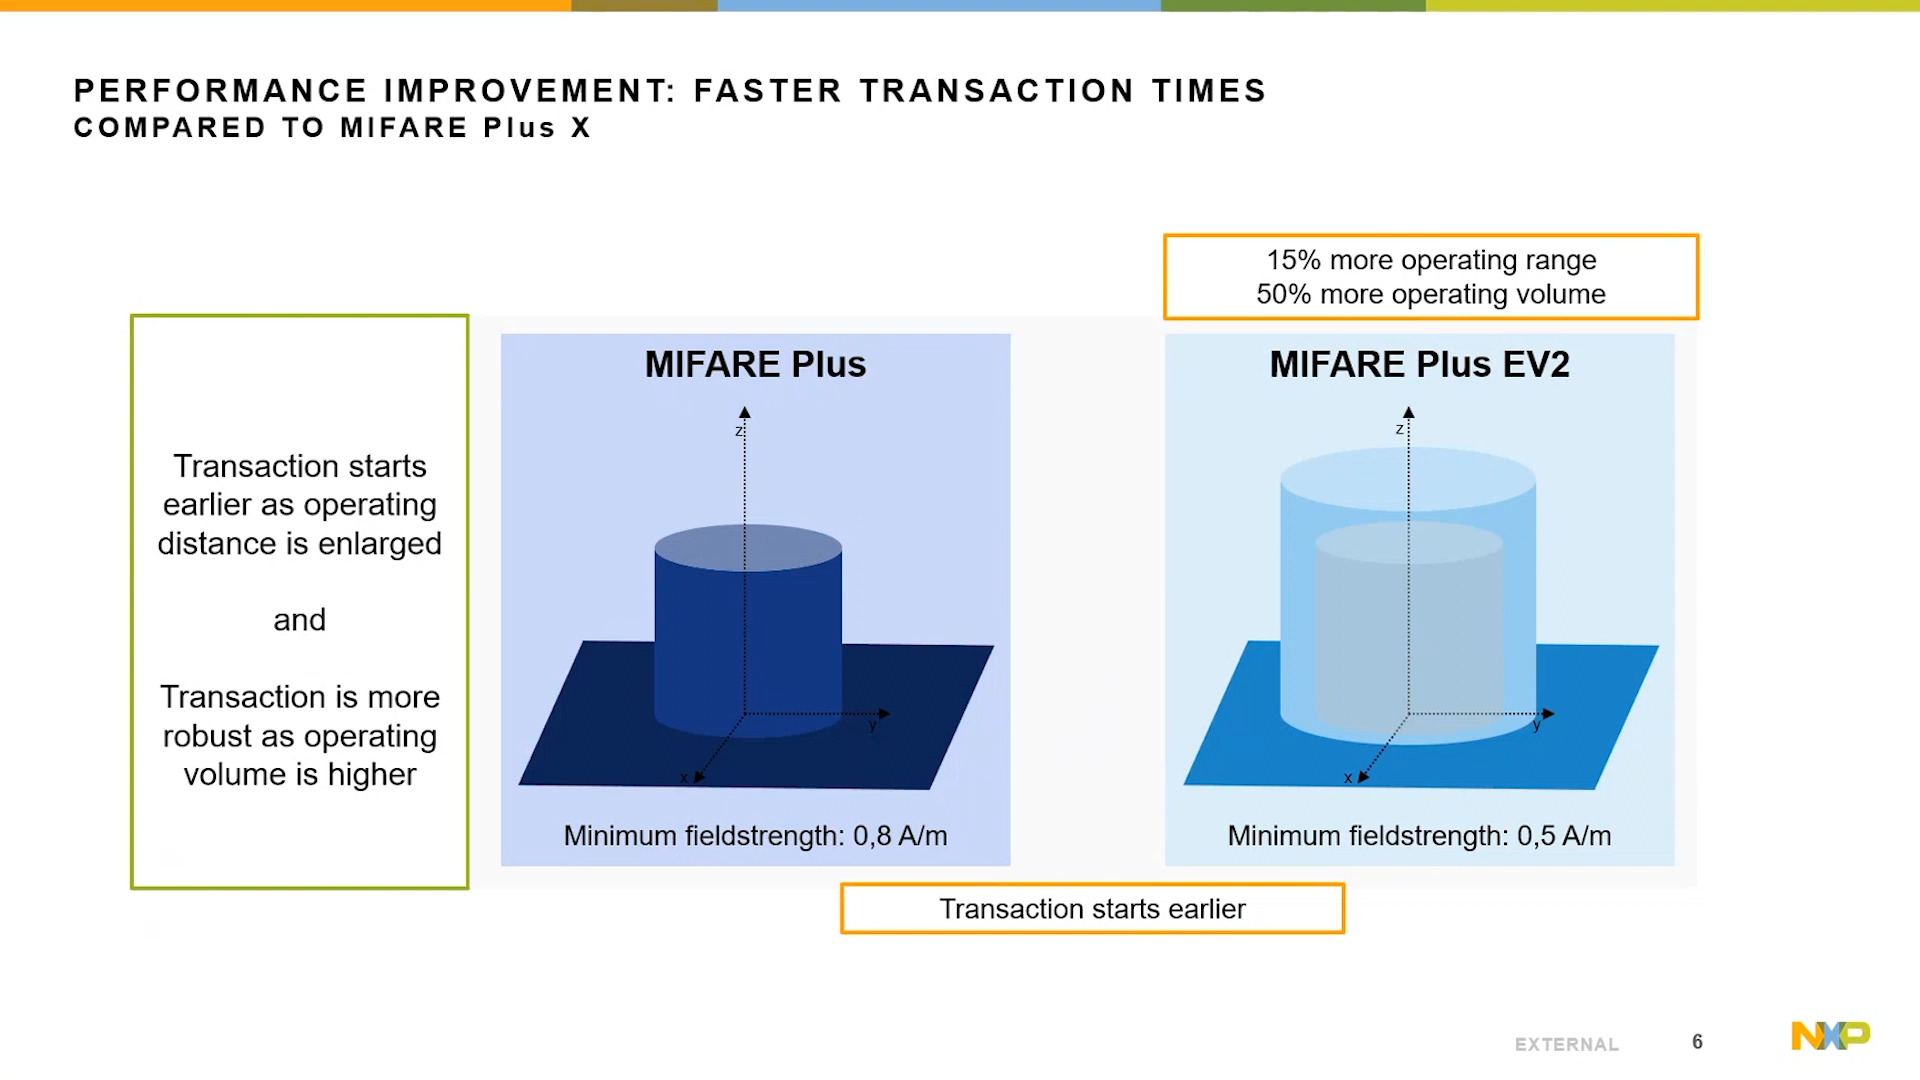 PERFORMANCE IMPROVEMENT: FASTER TRANSACTION TIMES
COMPARED TO MIFARE Plus X
15% more operating range
50% more operating volume
Transaction starts
earlier as operating
distance is enlarged
and
Transaction is more
robust as operating
volume is higher
MIFARE Plus
z
y
x
Minimum fieldstrength: 0,8 A/m
MIFARE Plus EV2
z
y
x
Minimum fieldstrength: 0,5 A/m
Transaction starts earlier
EXTERNAL
6
NXP